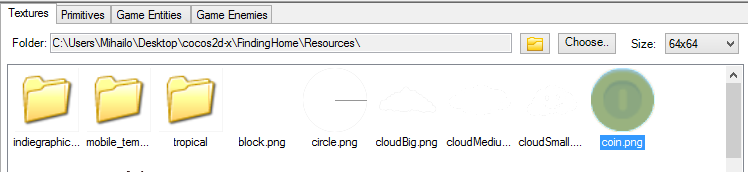 Textures Primitives Game Entities Game Enemies
Folder: C:\Users\Mihailo\Desktop\cocos2d-x\FindingHome\Resources\ Choose.. Size: 64x64
indiegraphic... mobile_tem... tropical block.png circle.png cloudBig.png cloudMediu... cloudSmall.... coin.png